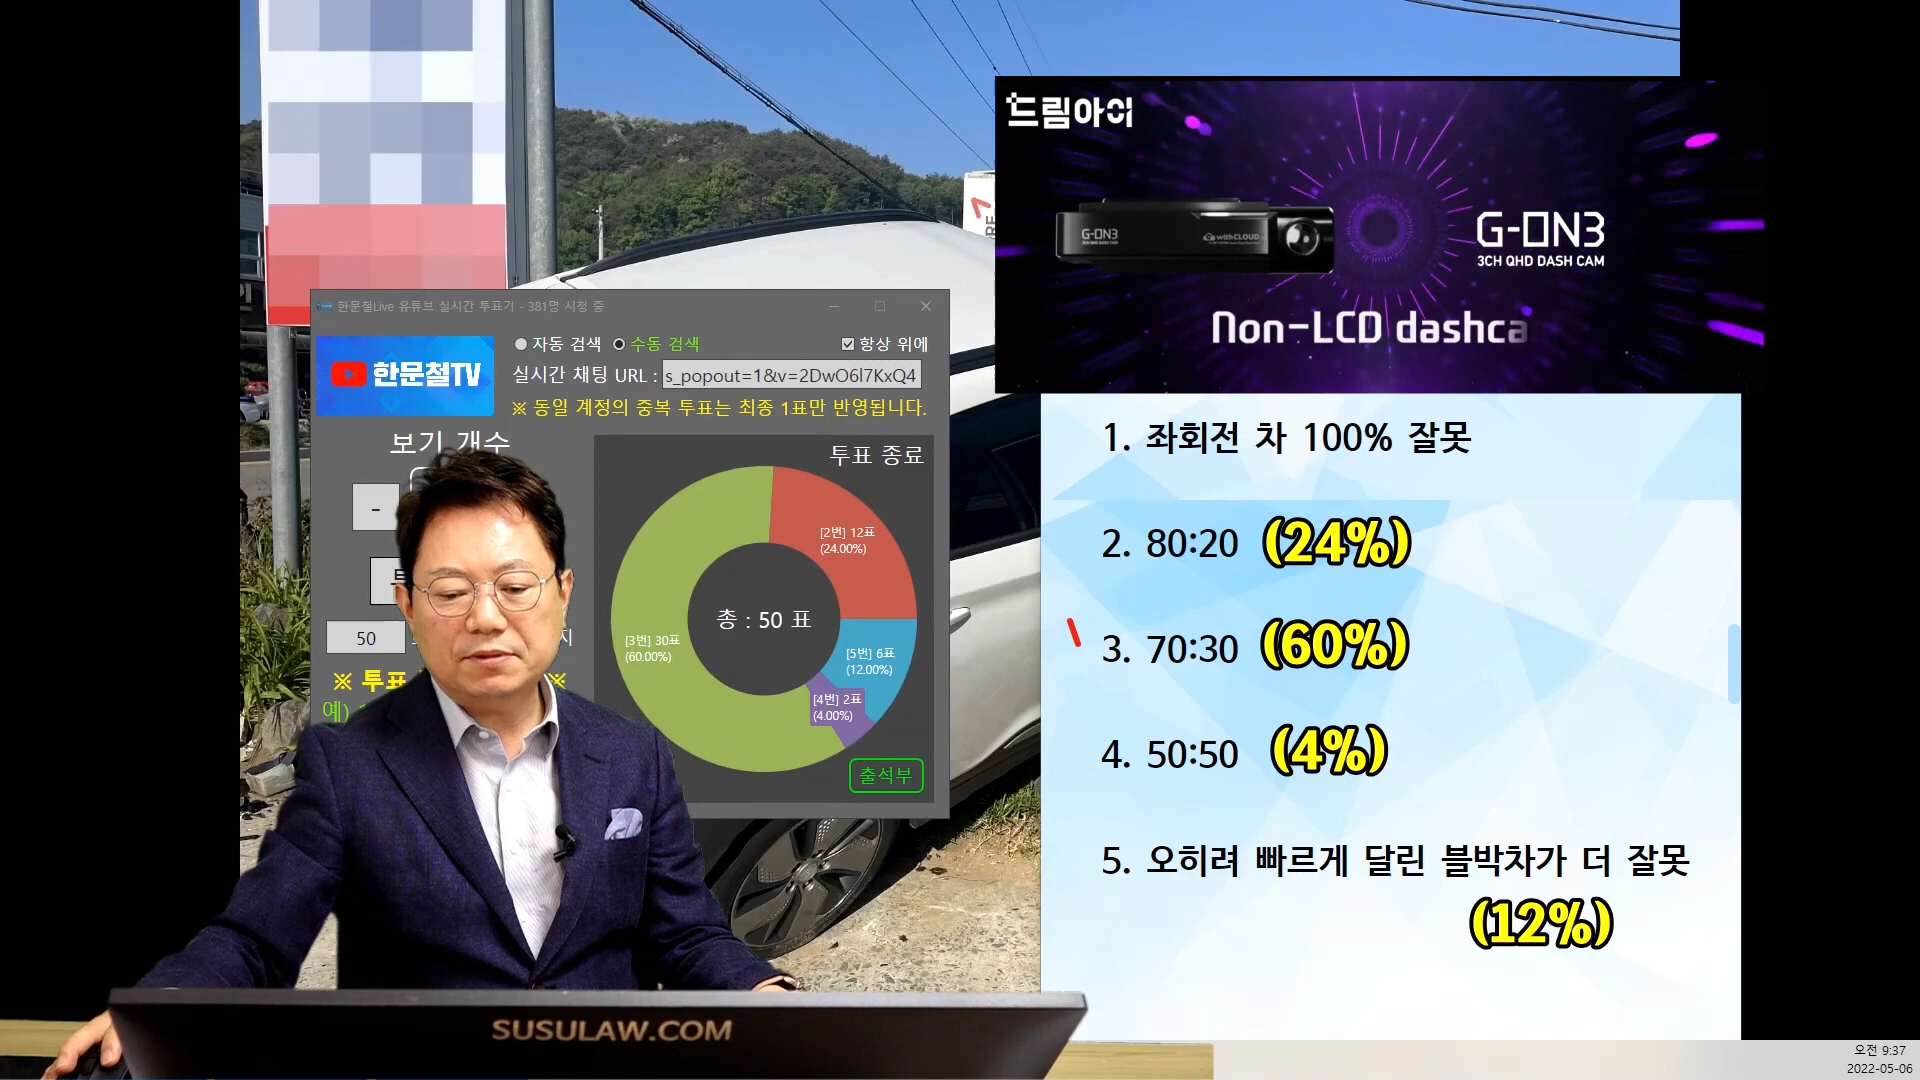 드림아이
G-ON3
withCLOUD
G-ON3
3CH QHD DASH CAM
Non-LCD dashca
한문철Live 유튜브 실시간 투표기 - 381명 시청 중
한문철TV
자동 검색
수동 검색
항상 위에
실시간 채팅 URL :
s_popout=1&v=2DwO6l7KxQ4
※ 동일 계정의 중복 투표는 최종 1표만 반영됩니다.
보기 개수
-
50
※ 투표
※
예)
투표 종료
[2번] 12표
(24.00%)
총 : 50 표
[3번] 30표
(60.00%)
[5번] 6표
(12.00%)
[4번] 2표
(4.00%)
출석부
1. 좌회전 차 100% 잘못
2. 80:20 (24%)
3. 70:30 (60%)
4. 50:50 (4%)
5. 오히려 빠르게 달린 블박차가 더 잘못
(12%)
SUSULAW.COM
오전 9:37
2022-05-06